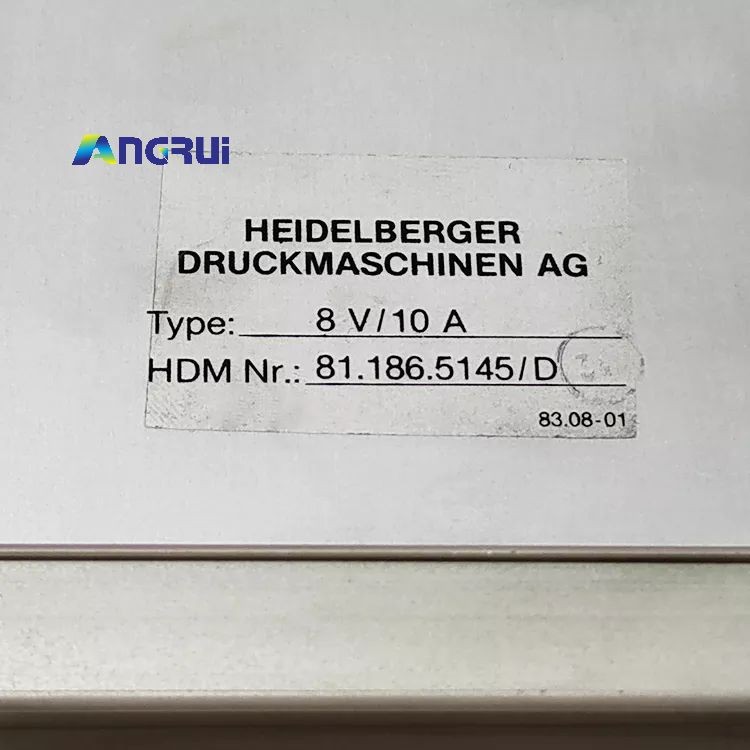 ANGRUI
HEIDELBERGER
DRUCKMASCHINEN AG
Type: 8 V/10 A
HDM Nr.: 81.186.5145/D
83.08-01